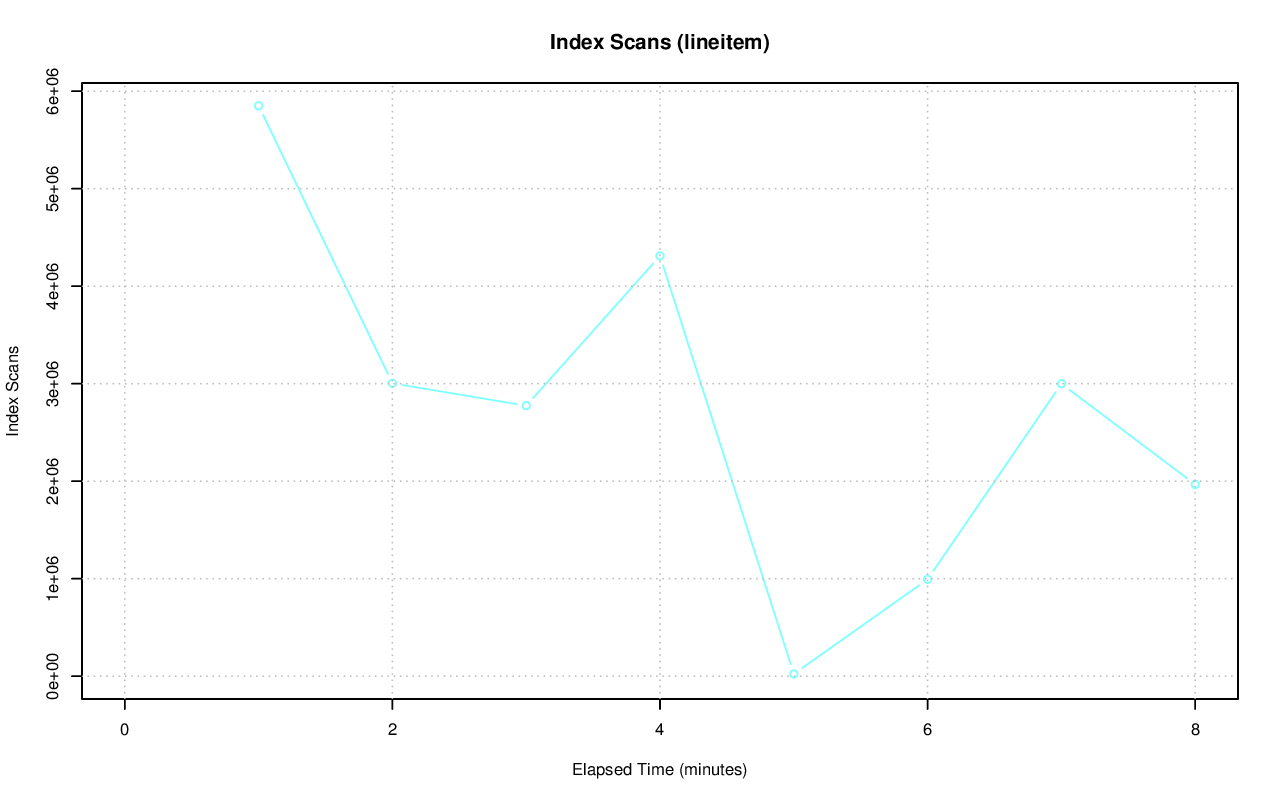 Index Scans (lineitem)
6e+06
5e+06
4e+06
3e+06
2e+06
1e+06
0e+00
Index Scans
0 2 4 6 8
Elapsed Time (minutes)